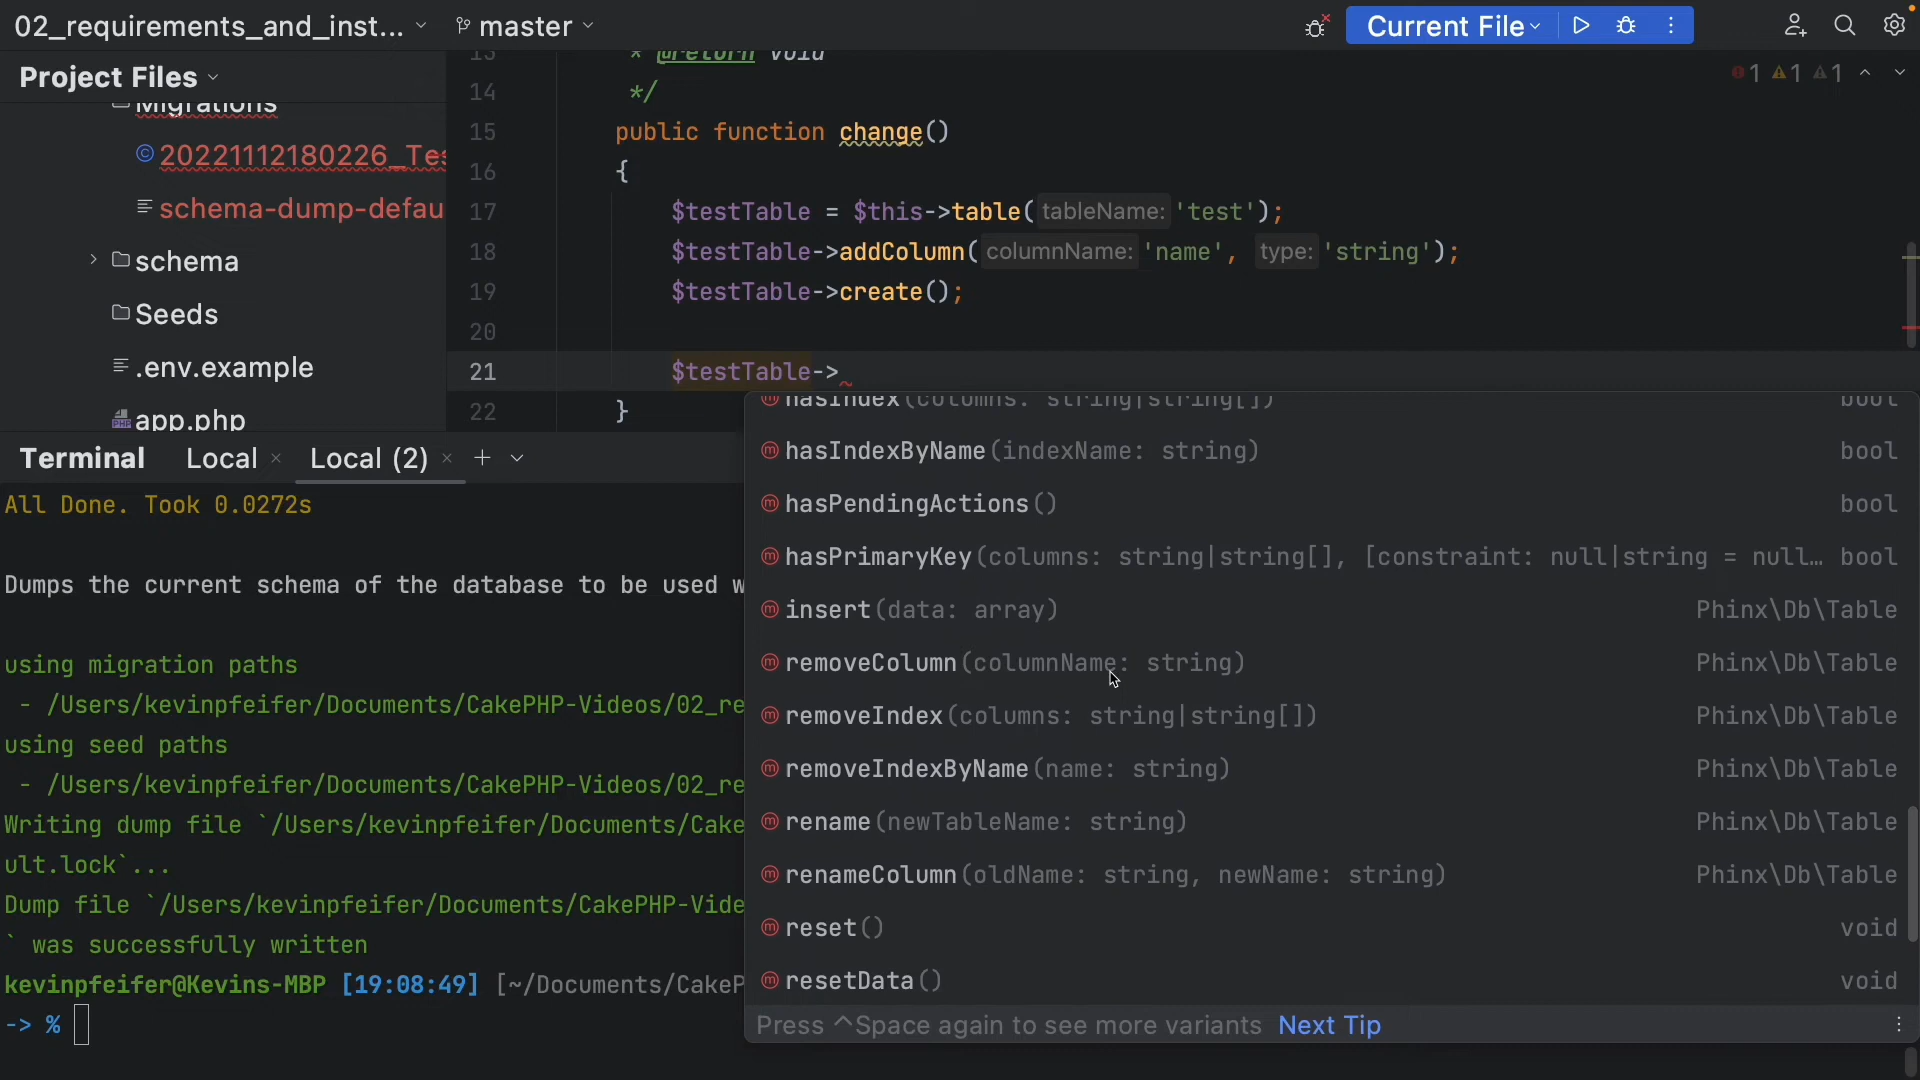 02_requirements_and_inst...
master
Current File
Project Files
Migrations
20221112180226_Tes
schema-dump-defau
schema
Seeds
.env.example
app.php
1 1 1
13 * @return void
14 */
15 public function change()
16 {
17 $testTable = $this->table( tableName: 'test');
18 $testTable->addColumn( columnName: 'name', type: 'string');
19 $testTable->create();
20
21 $testTable->
22 }
hasIndex(columns: string|string[]) bool
hasIndexByName(indexName: string) bool
hasPendingActions() bool
hasPrimaryKey(columns: string|string[], [constraint: null|string = null... bool
insert(data: array) Phinx\Db\Table
removeColumn(columnName: string) Phinx\Db\Table
removeIndex(columns: string|string[]) Phinx\Db\Table
removeIndexByName(name: string) Phinx\Db\Table
rename(newTableName: string) Phinx\Db\Table
renameColumn(oldName: string, newName: string) Phinx\Db\Table
reset() void
resetData() void
Press ^Space again to see more variants Next Tip
Terminal Local Local (2)
All Done. Took 0.0272s
Dumps the current schema of the database to be used w
using migration paths
- /Users/kevinpfeifer/Documents/CakePHP-Videos/02_re
using seed paths
- /Users/kevinpfeifer/Documents/CakePHP-Videos/02_re
Writing dump file `/Users/kevinpfeifer/Documents/Cake
ult.lock`...
Dump file `/Users/kevinpfeifer/Documents/CakePHP-Vide
` was successfully written
kevinpfeifer@Kevins-MBP [19:08:49] [~/Documents/CakeP
-> %